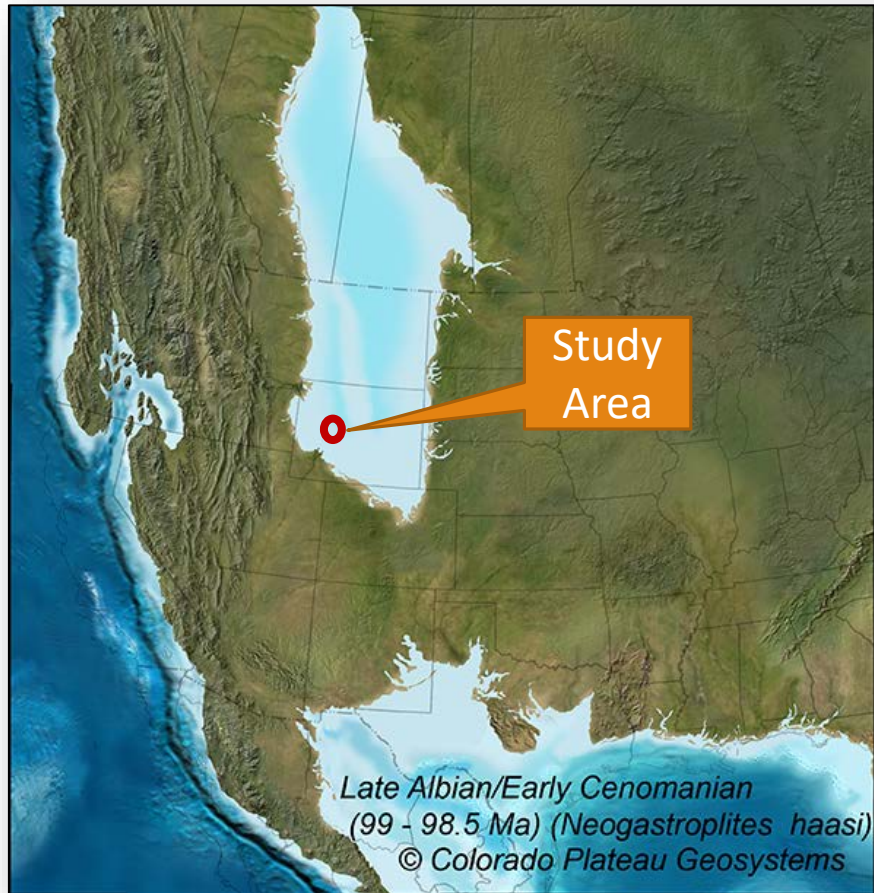 Study
Area
Late Albian/Early Cenomanian
(99 - 98.5 Ma) (Neogastroplites haasi)
© Colorado Plateau Geosystems